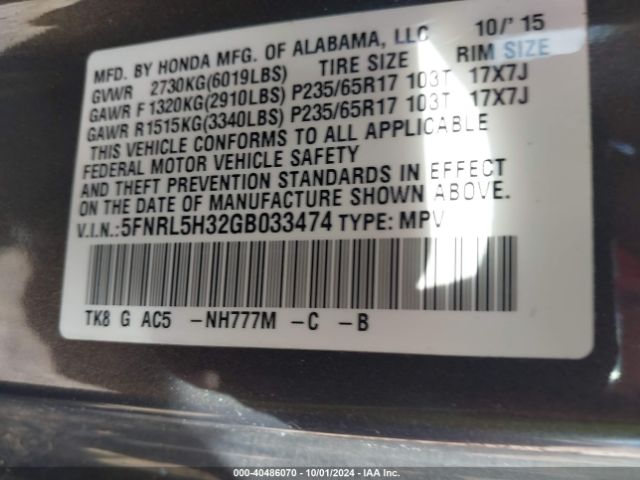 MFD. BY HONDA MFG. OF ALABAMA, LLC 10/'15
GVWR 2730KG(6019LBS) TIRE SIZE RIM SIZE
GAWR F1320KG(2910LBS) P235/65R17 103T 17X7J
GAWR R1515KG(3340LBS) P235/65R17 103T 17X7J
THIS VEHICLE CONFORMS TO ALL APPLICABLE
FEDERAL MOTOR VEHICLE SAFETY
AND THEFT PREVENTION STANDARDS IN EFFECT
ON THE DATE OF MANUFACTURE SHOWN ABOVE.
V.I.N.:5FNRL5H32GB033474 TYPE: MPV
TK8 G AC5 -NH777M -C -B
000-40486070 - 10/01/2024 - IAA Inc.